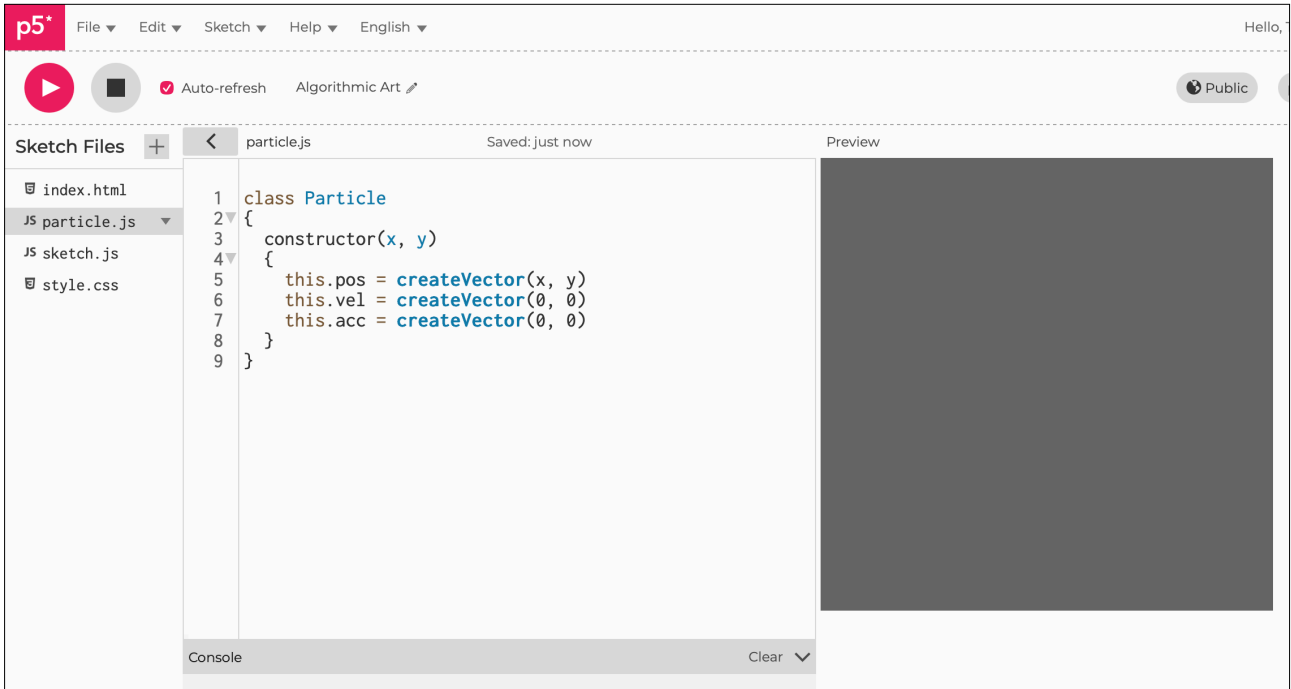 p5* File Edit Sketch Help English Hello,
Auto-refresh Algorithmic Art Public
Sketch Files + particle.js Saved: just now Preview
index.html
JS particle.js
JS sketch.js
style.css
1 class Particle
2 {
3 constructor(x, y)
4 {
5 this.pos = createVector(x, y)
6 this.vel = createVector(0, 0)
7 this.acc = createVector(0, 0)
8 }
9 }
Console Clear